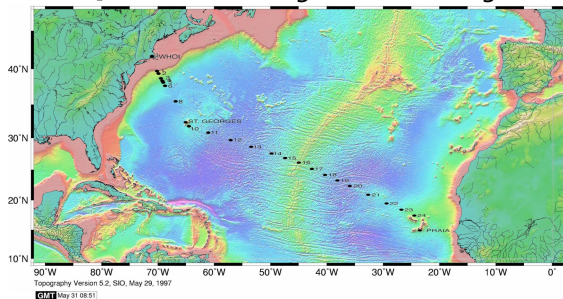 WHOI
6
8
ST. GEORGES
10
11
12
13
14
15
16
17
18
19
20
21
22
23
24
PHAIA
40°N
30°N
20°N
10°N
90°W 80°W 70°W 60°W 50°W 40°W 30°W 20°W 10°W 0°
Topography Version 5.2, SIO, May 29, 1997
GMT May 31 08:51